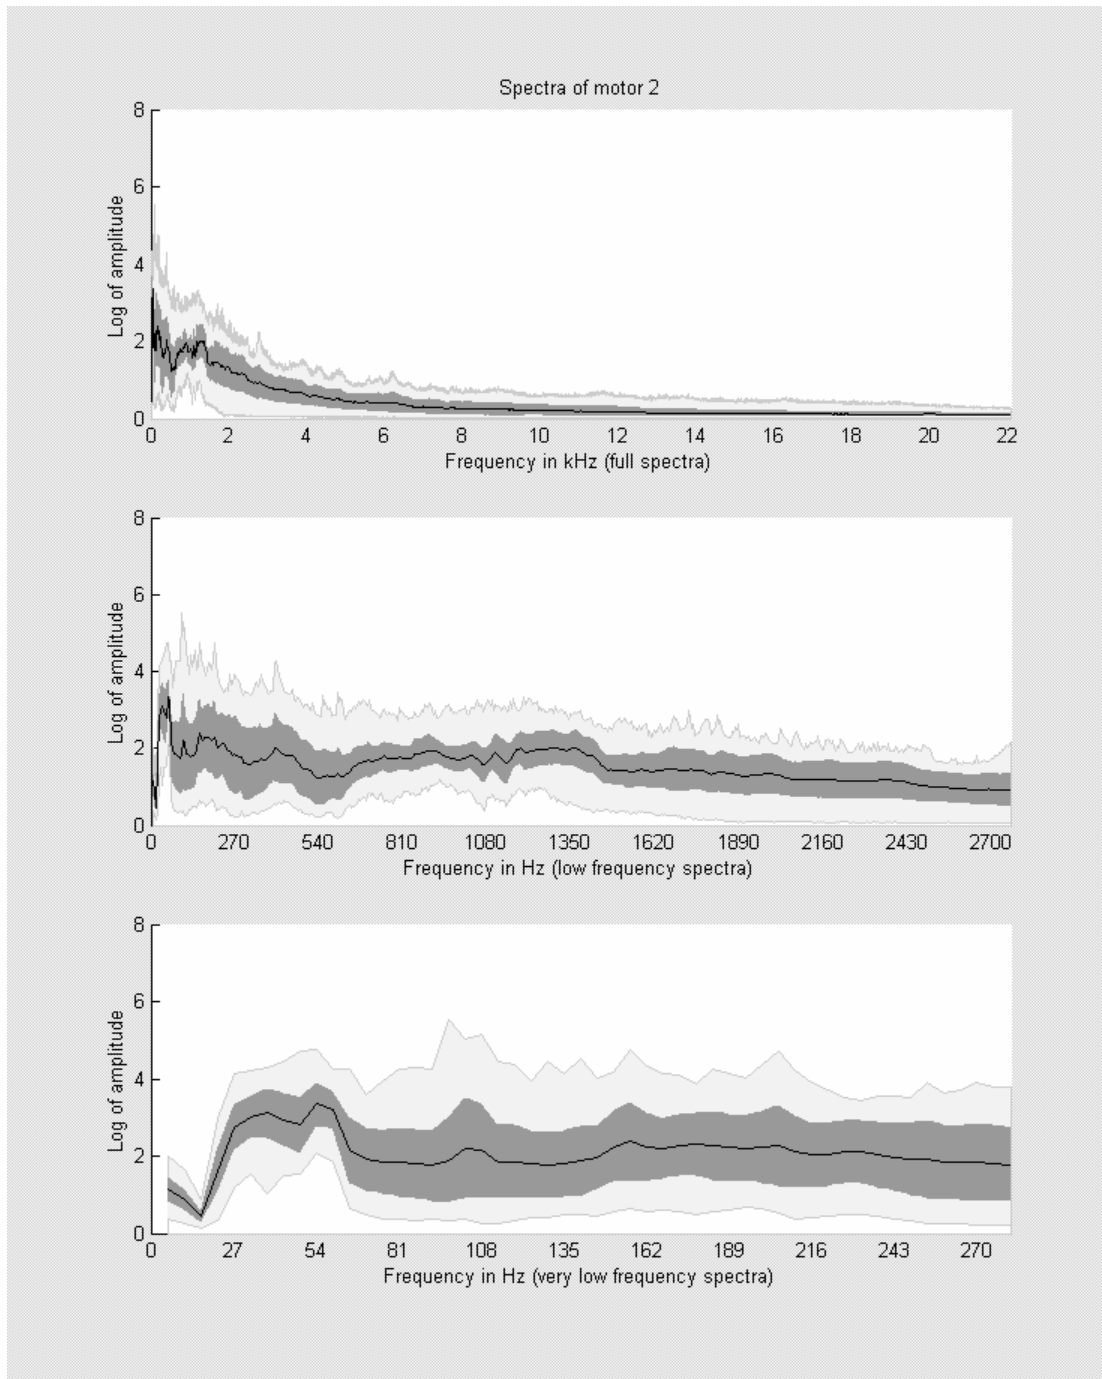 Spectra of motor 2
8
6
4
2
0
Log of amplitude
0 2 4 6 8 10 12 14 16 18 20 22
Frequency in kHz (full spectra)
8
6
4
2
0
Log of amplitude
0 270 540 810 1080 1350 1620 1890 2160 2430 2700
Frequency in Hz (low frequency spectra)
8
6
4
2
0
Log of amplitude
0 27 54 81 108 135 162 189 216 243 270
Frequency in Hz (very low frequency spectra)